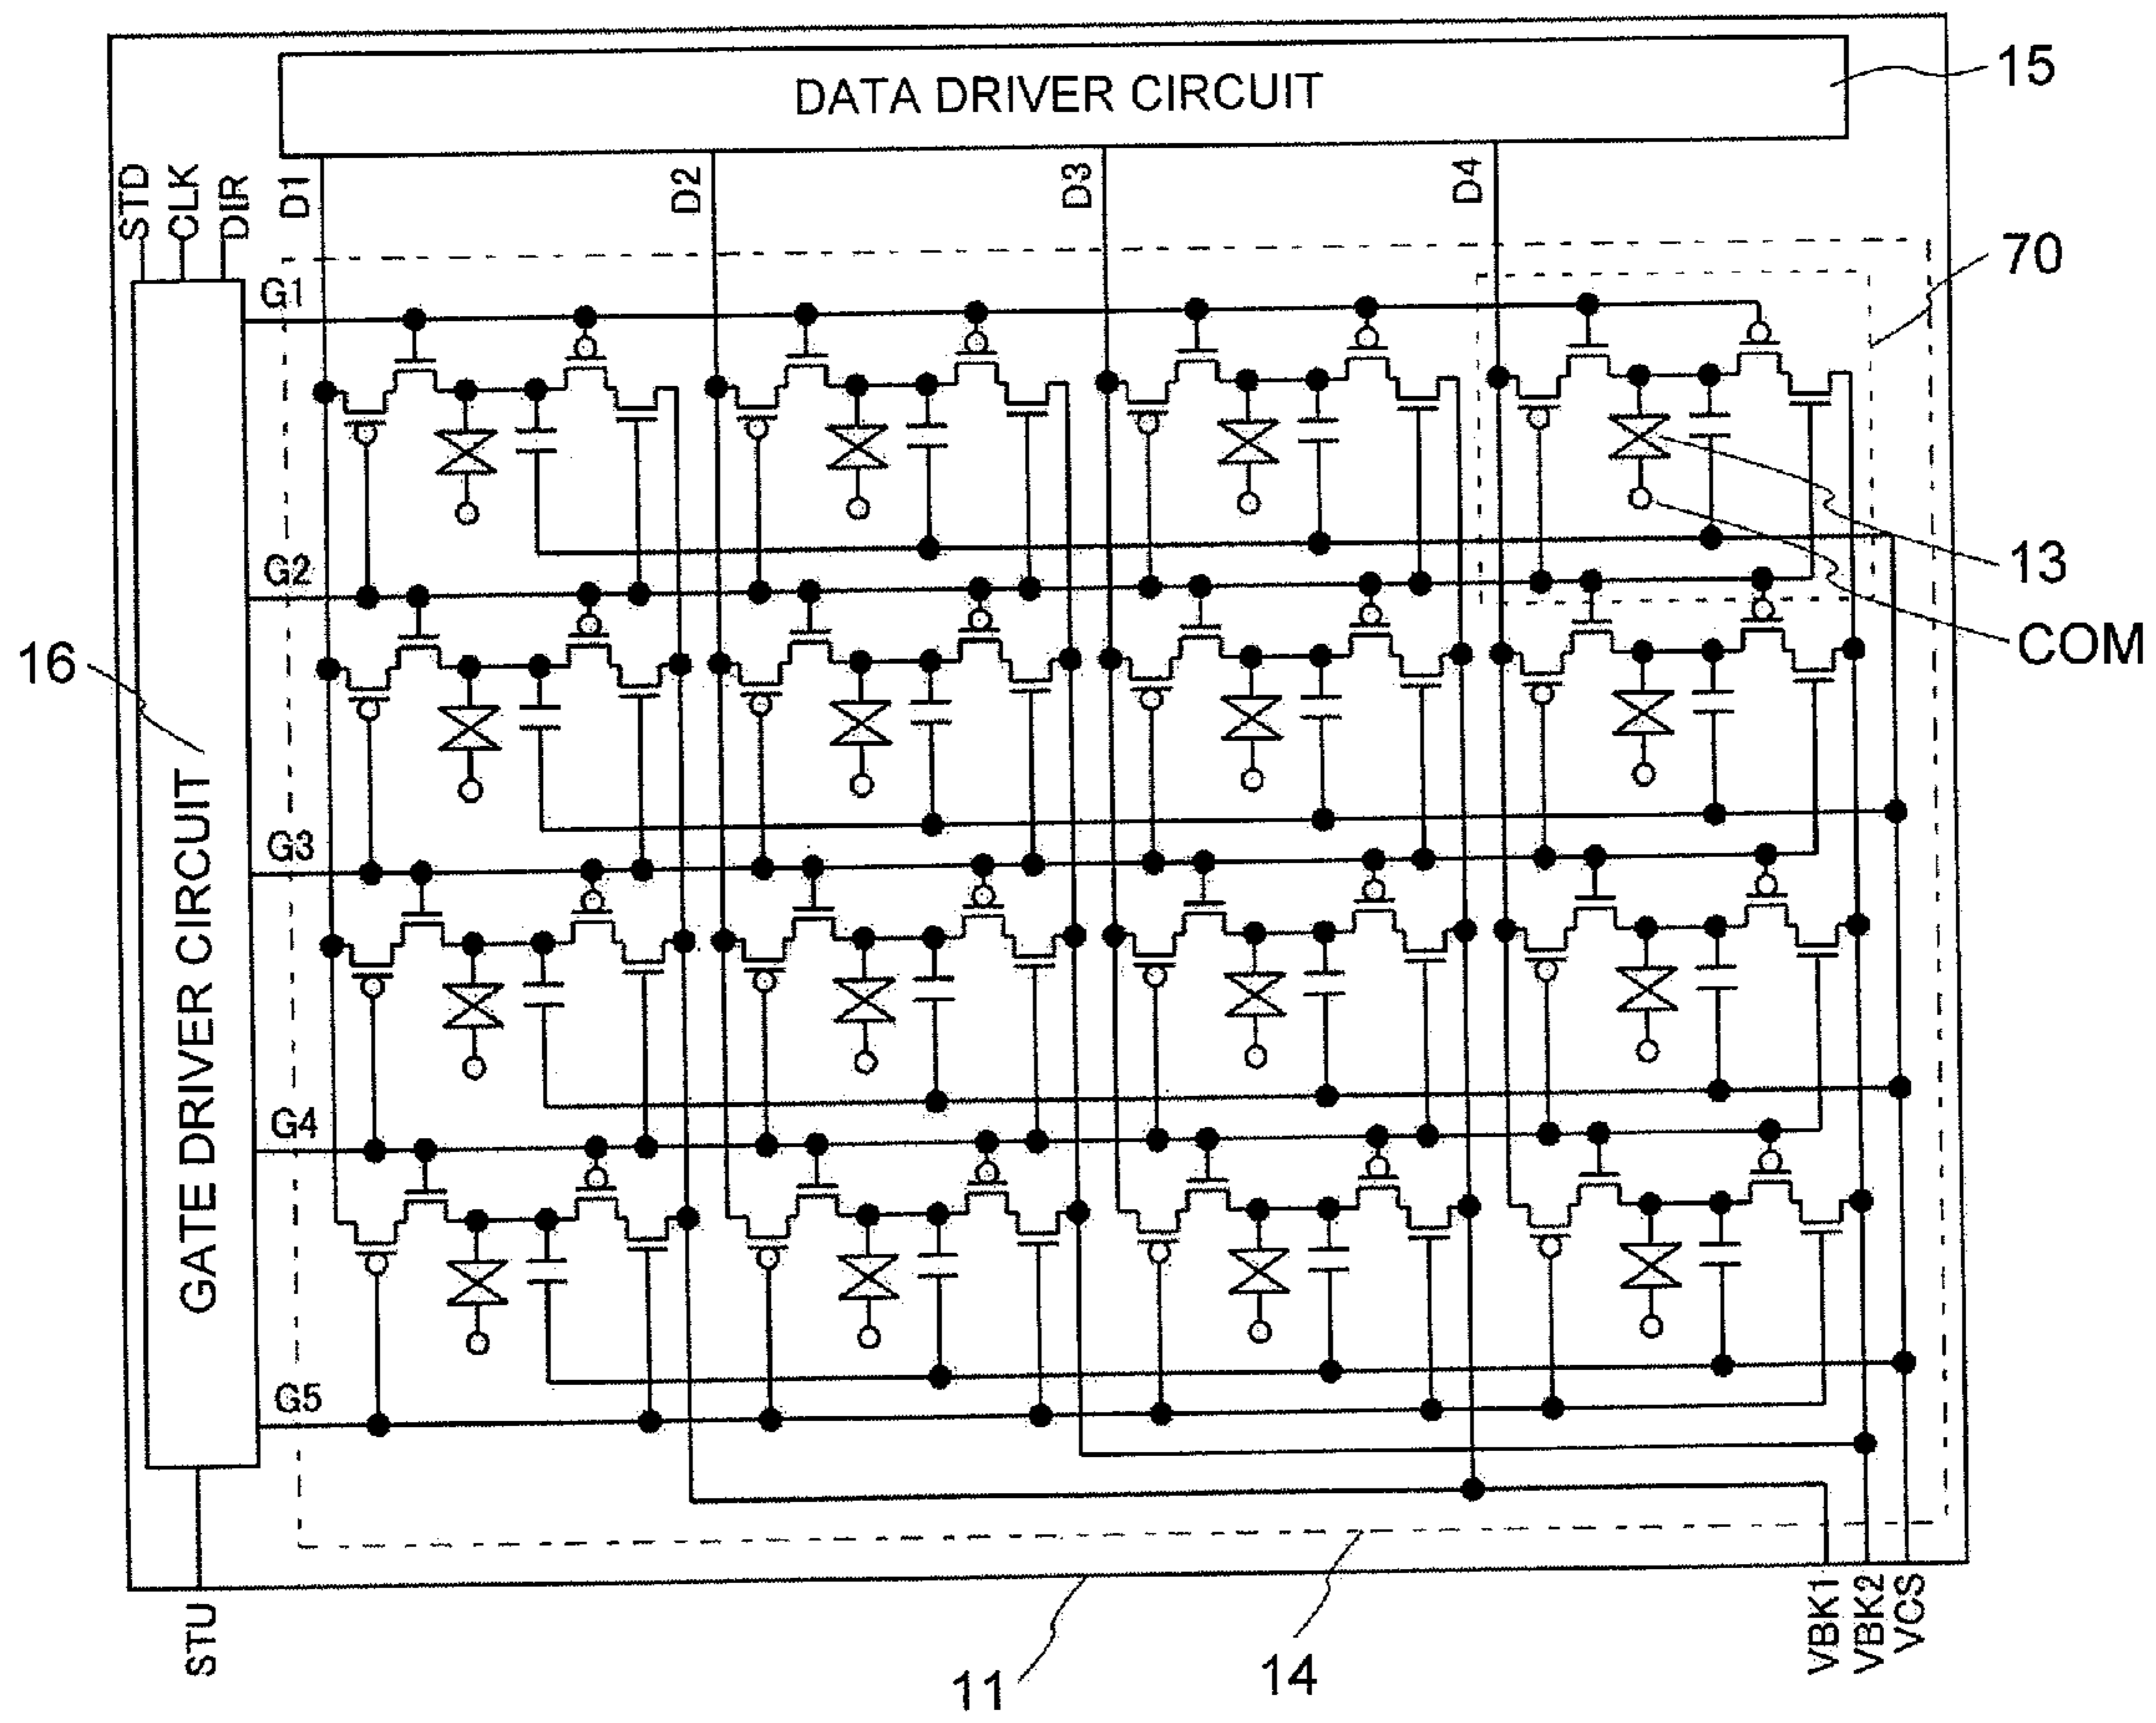 DATA DRIVER CIRCUIT
15
STD
CLK
DIR
D1
D2
D3
D4
70
G1
13
G2
COM
16
GATE DRIVER CIRCUIT
G3
G4
G5
STU
11
14
VBK1
VBK2
VCS